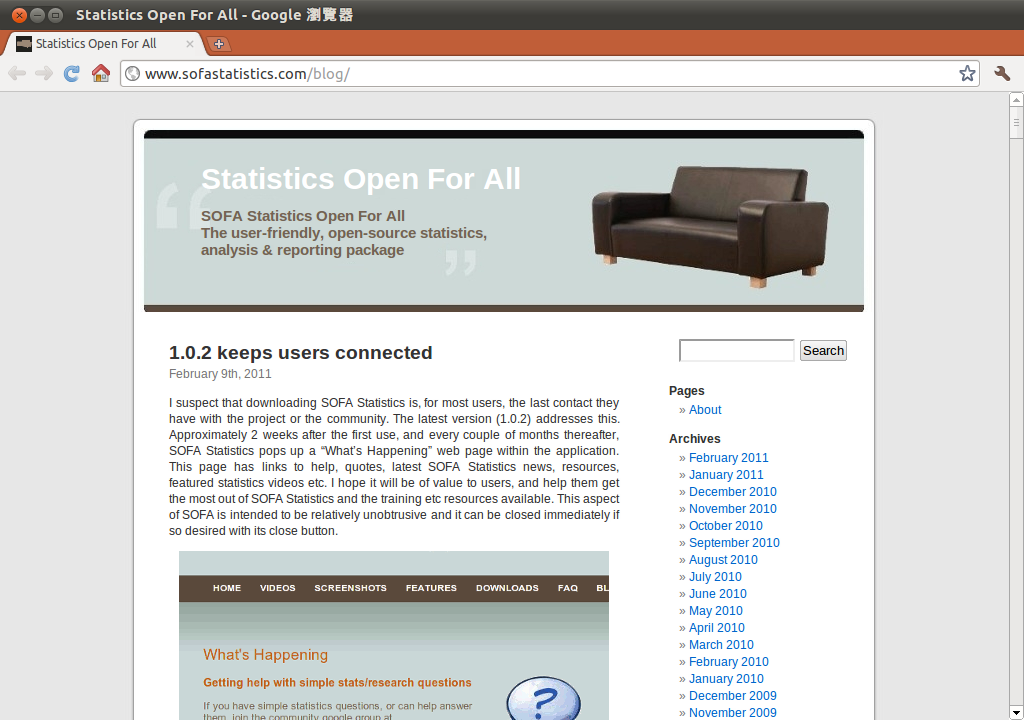 Statistics Open For All - Google 瀏覽器
Statistics Open For All
www.sofastatistics.com/blog/
Statistics Open For All
SOFA Statistics Open For All
The user-friendly, open-source statistics,
analysis & reporting package
1.0.2 keeps users connected
February 9th, 2011
I suspect that downloading SOFA Statistics is, for most users, the last contact they
have with the project or the community. The latest version (1.0.2) addresses this.
Approximately 2 weeks after the first use, and every couple of months thereafter,
SOFA Statistics pops up a “What’s Happening” web page within the application.
This page has links to help, quotes, latest SOFA Statistics news, resources,
featured statistics videos etc. I hope it will be of value to users, and help them get
the most out of SOFA Statistics and the training etc resources available. This aspect
of SOFA is intended to be relatively unobtrusive and it can be closed immediately if
so desired with its close button.
HOME VIDEOS SCREENSHOTS FEATURES DOWNLOADS FAQ BL
What's Happening
Getting help with simple stats/research questions
If you have simple statistics questions, or can help answer
them, join the community google group at
Search
Pages
» About
Archives
» February 2011
» January 2011
» December 2010
» November 2010
» October 2010
» September 2010
» August 2010
» July 2010
» June 2010
» May 2010
» April 2010
» March 2010
» February 2010
» January 2010
» December 2009
» November 2009